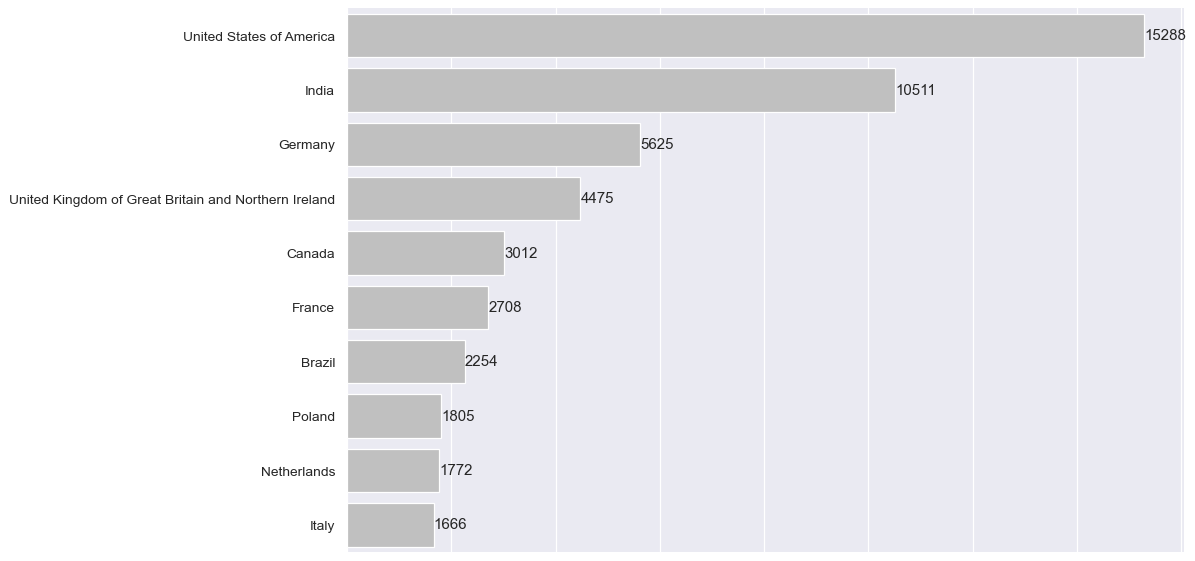 United States of America 15288
India 10511
Germany 5625
United Kingdom of Great Britain and Northern Ireland 4475
Canada 3012
France 2708
Brazil 2254
Poland 1805
Netherlands 1772
Italy 1666